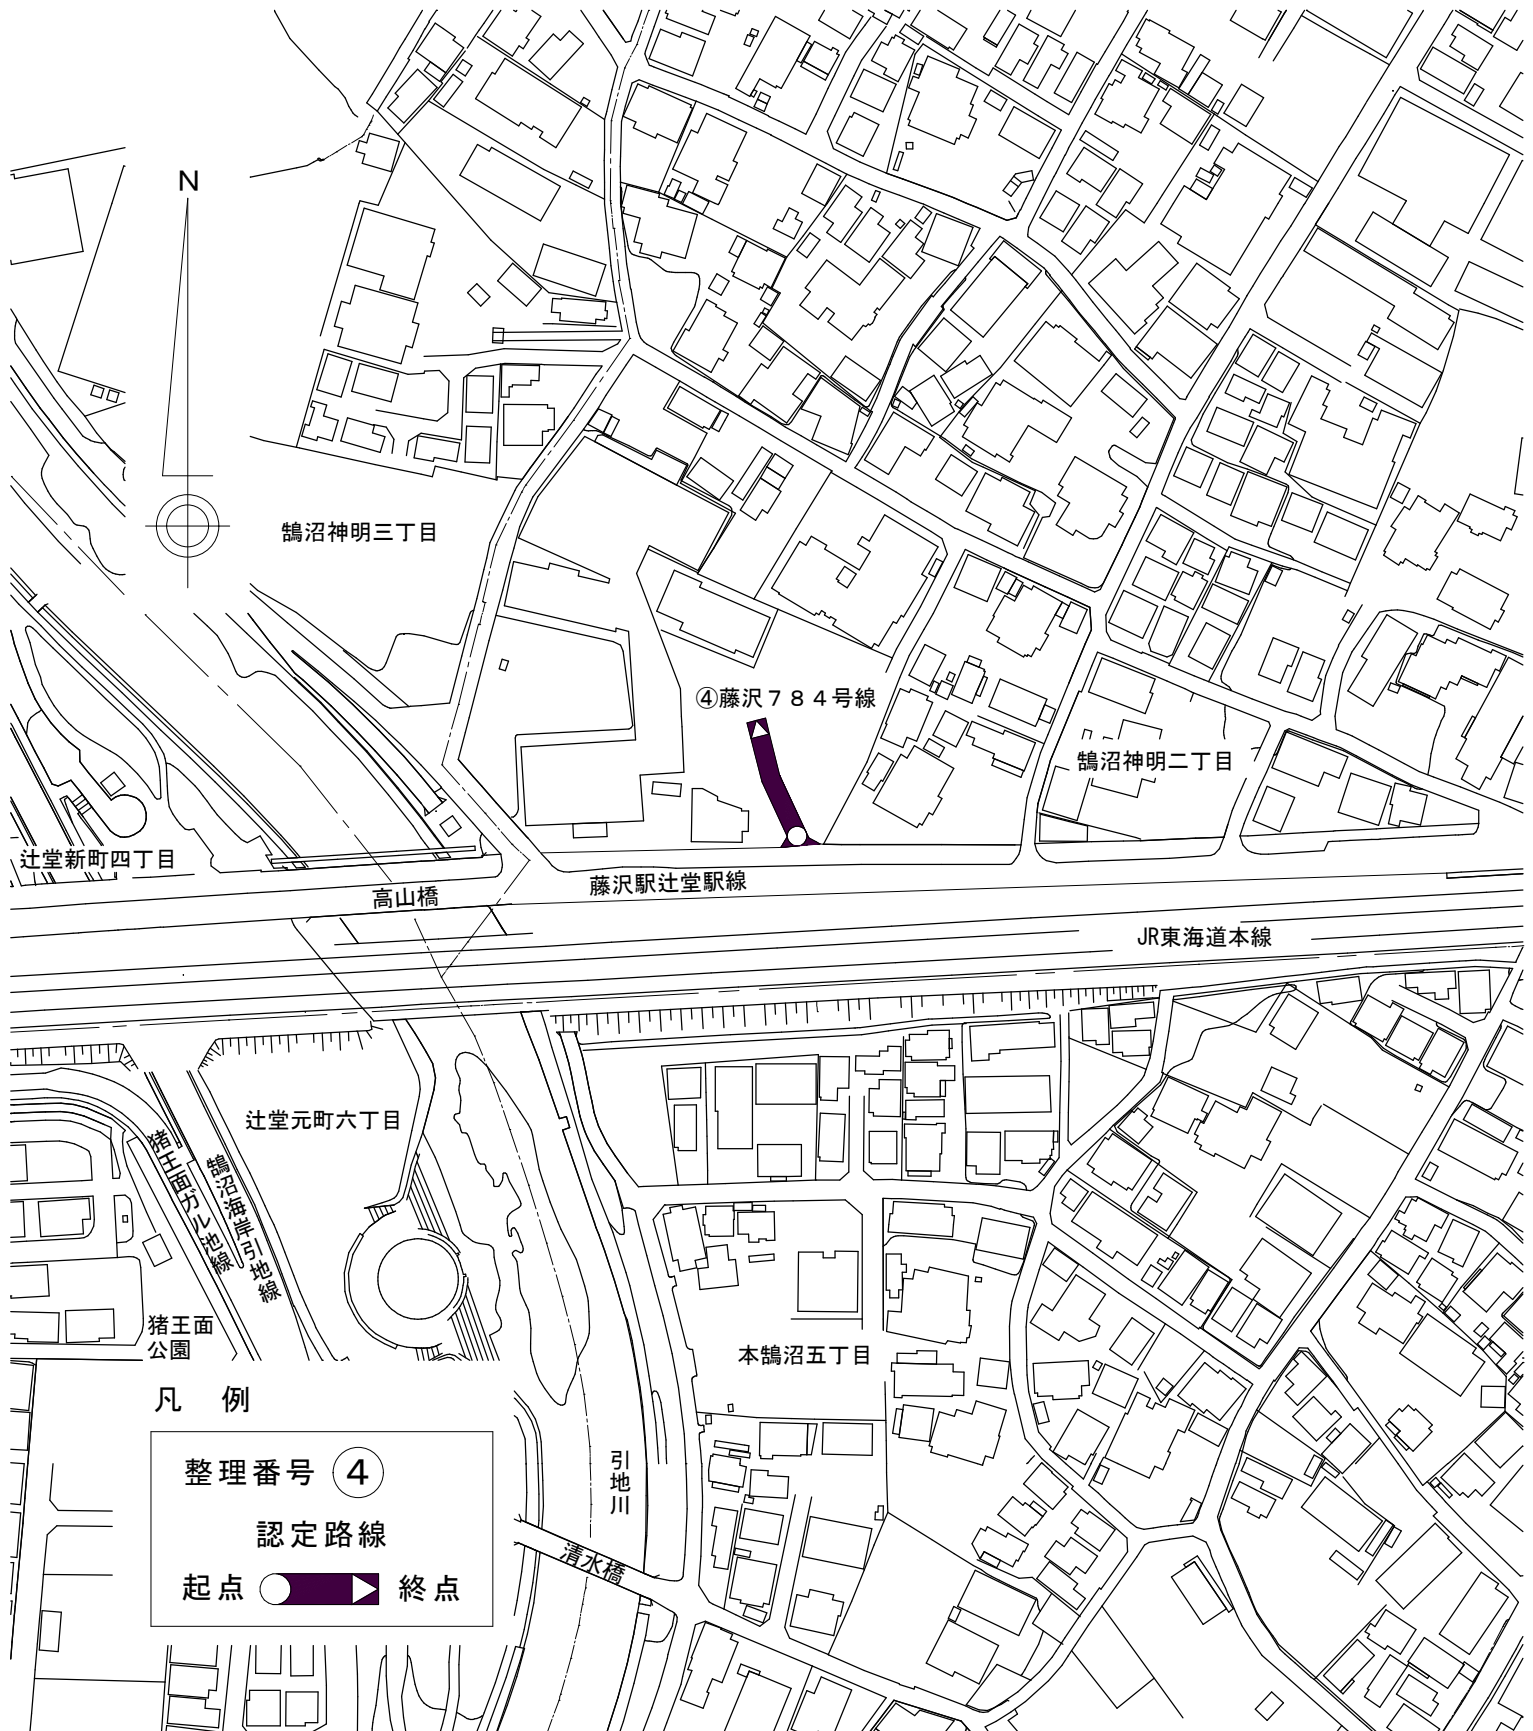 N
鵠沼神明三丁目
④藤沢７８４号線
鵠沼神明二丁目
辻堂新町四丁目
高山橋
藤沢駅辻堂駅線
JR東海道本線
辻堂元町六丁目
猪王面ガル池線
鵠沼海岸引地線
猪王面
公園
本鵠沼五丁目
引地川
清水橋
凡 例
整理番号 ④
認定路線
起点 終点